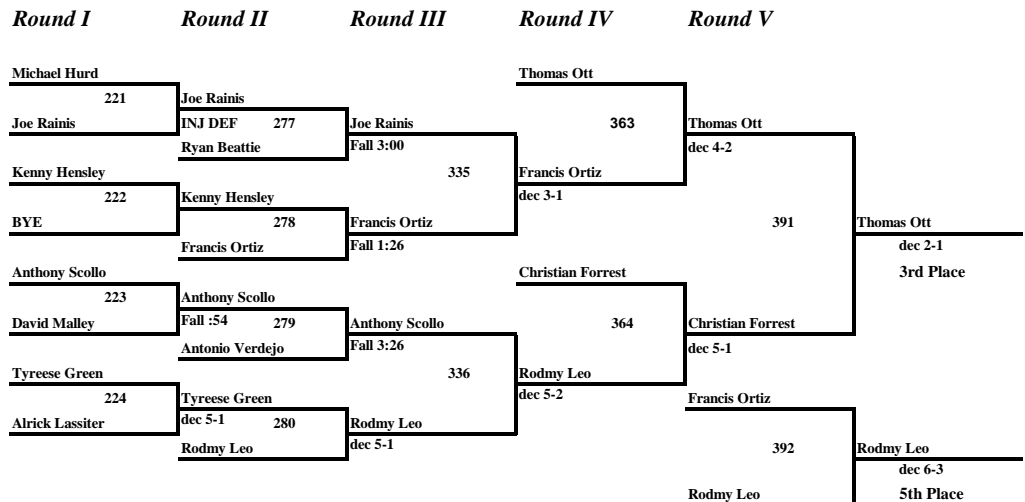 Round I Round II Round III Round IV Round V
Michael Hurd Thomas Ott
221 Joe Rainis
Joe Rainis INJ DEF 277 Joe Rainis 363 Thomas Ott
Ryan Beattie Fall 3:00 dec 4-2
Kenny Hensley 335 Francis Ortiz
222 Kenny Hensley dec 3-1
BYE 278 Francis Ortiz 391 Thomas Ott
Francis Ortiz Fall 1:26 dec 2-1
Anthony Scollo Christian Forrest 3rd Place
223 Anthony Scollo
David Malley Fall :54 279 Anthony Scollo 364 Christian Forrest
Antonio Verdejo Fall 3:26 dec 5-1
Tyreese Green 336 Rodmy Leo
224 Tyreese Green dec 5-2 Francis Ortiz
Alrick Lassiter dec 5-1 280 Rodmy Leo
Rodmy Leo dec 5-1 392 Rodmy Leo
dec 6-3
Rodmy Leo 5th Place